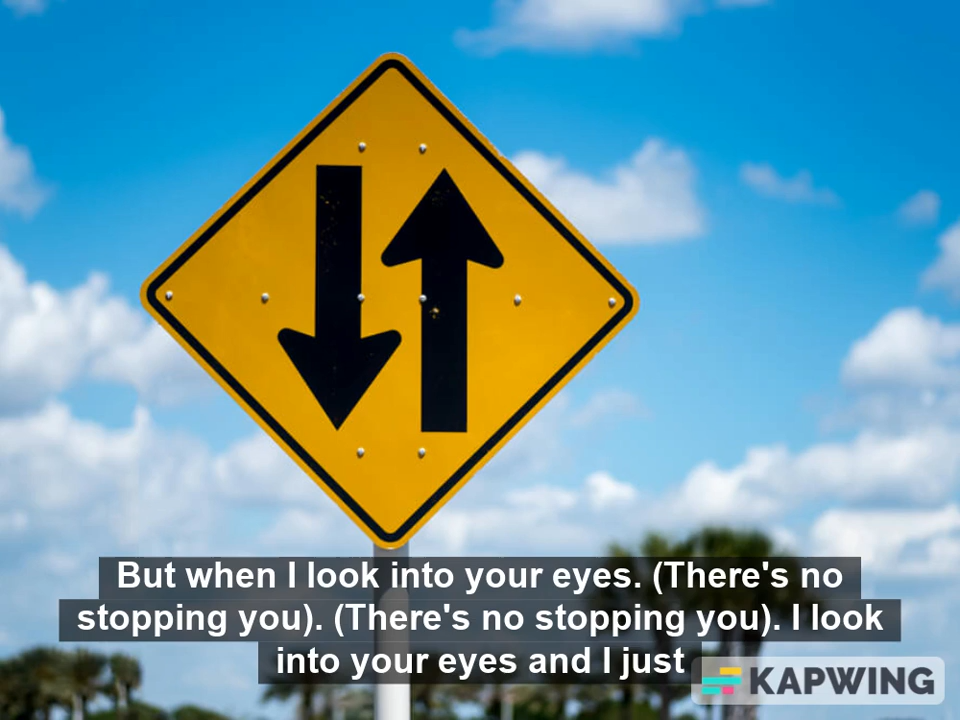 But when I look into your eyes. (There's no
stopping you). (There's no stopping you). I look
into your eyes and I just
KAPWING